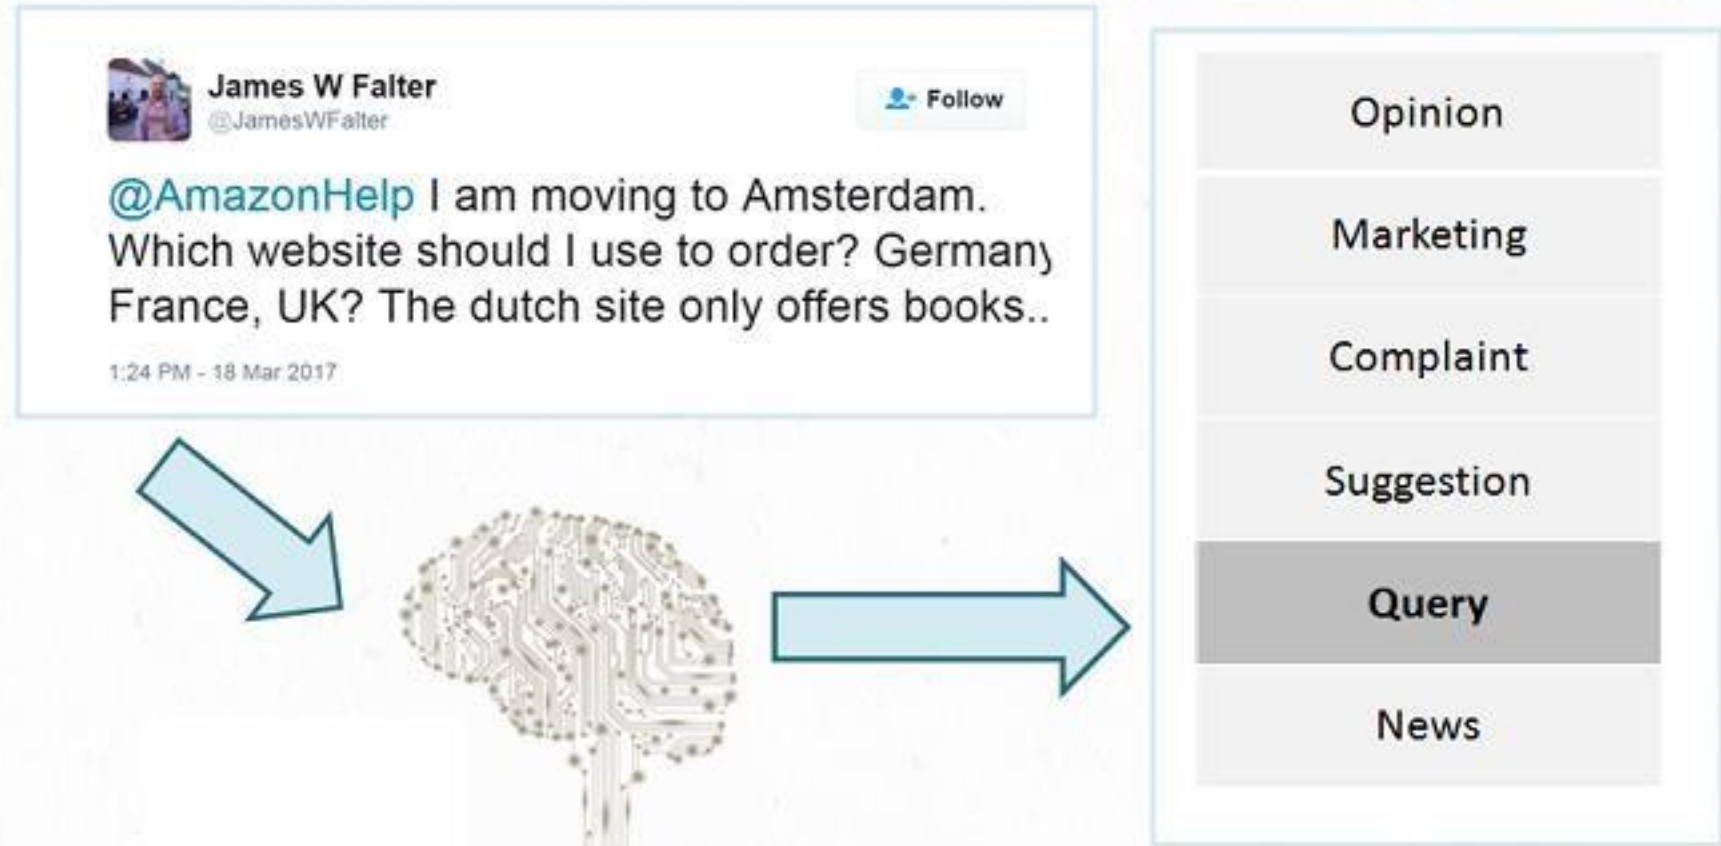 James W Falter
@JamesWFalter
Follow
@AmazonHelp I am moving to Amsterdam.
Which website should I use to order? Germany
France, UK? The dutch site only offers books..
1:24 PM - 18 Mar 2017
Opinion
Marketing
Complaint
Suggestion
Query
News